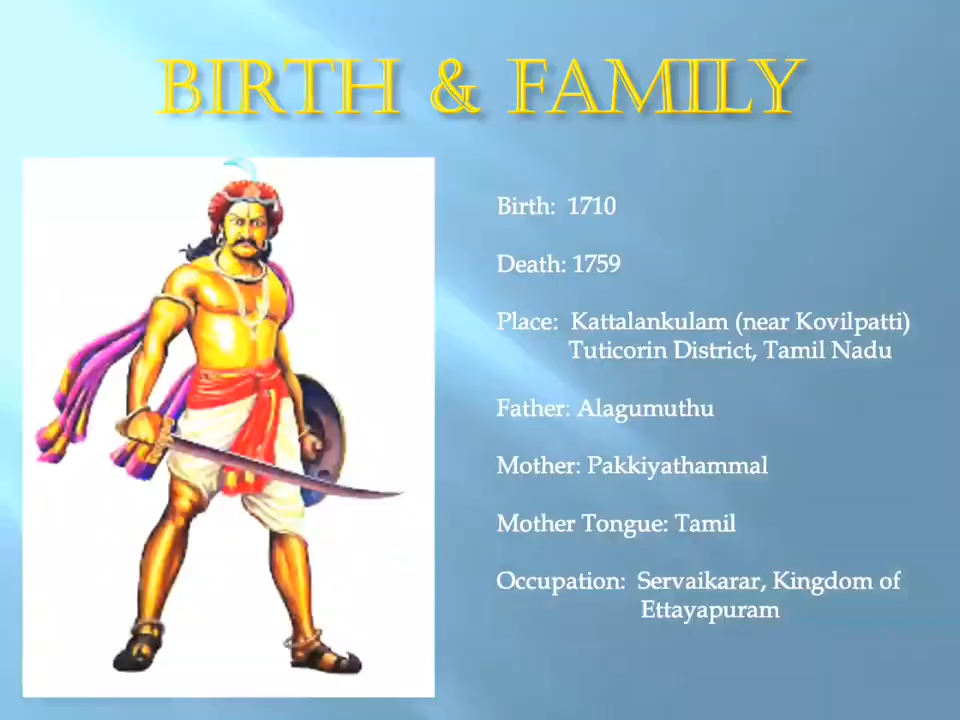 BIRTH & FAMILY
Birth: 1710
Death: 1759
Place: Kattalankulam (near Kovilpatti)
Tuticorin District, Tamil Nadu
Father: Alagumuthu
Mother: Pakkiyathammal
Mother Tongue: Tamil
Occupation: Servaikarar, Kingdom of
Ettayapuram